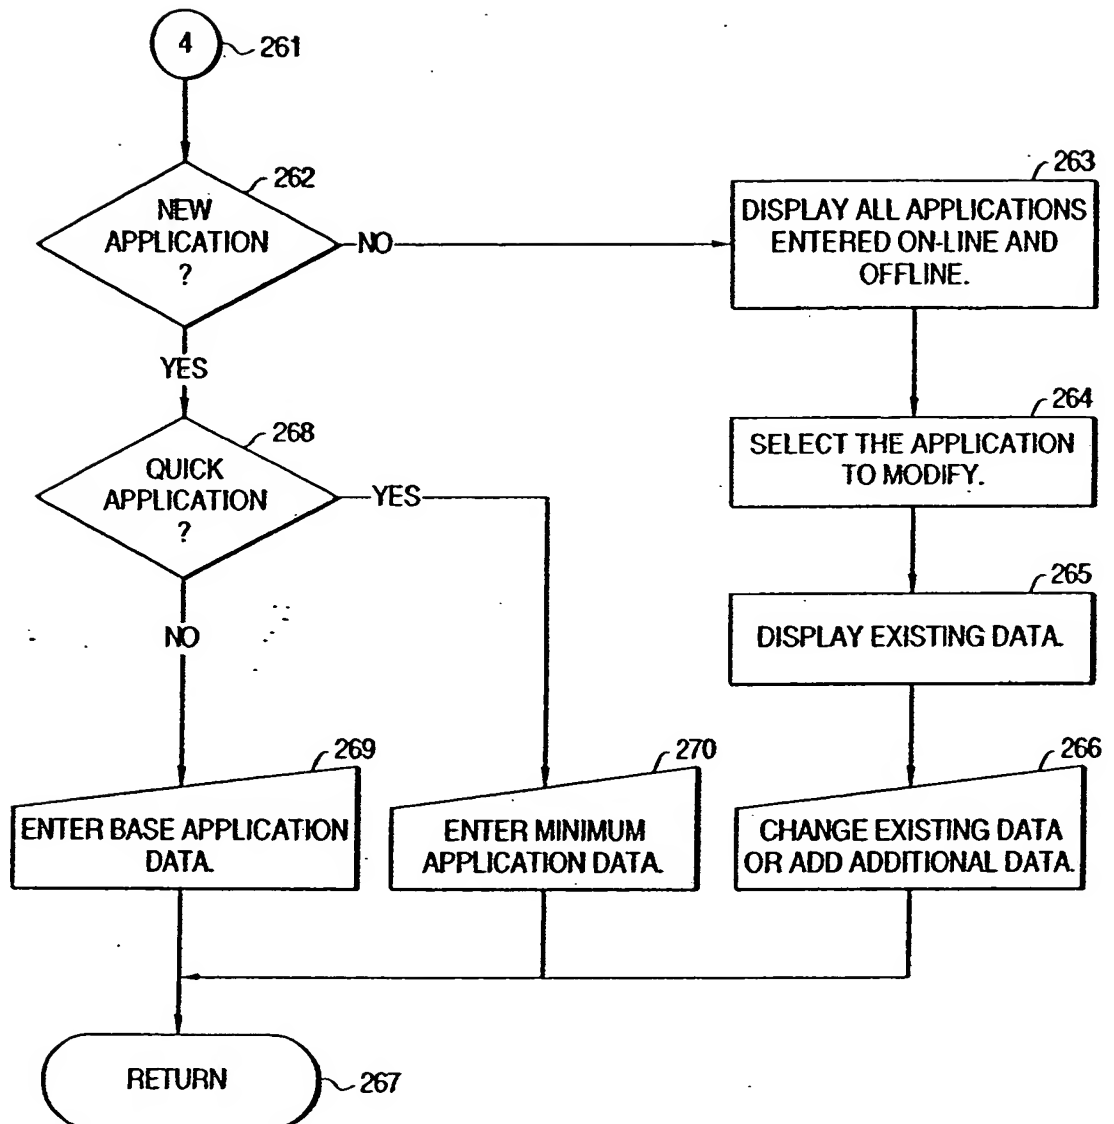 4
261
262
NEW
APPLICATION
?
NO
263
DISPLAY ALL APPLICATIONS
ENTERED ON-LINE AND
OFFLINE.
YES
268
QUICK
APPLICATION
?
YES
264
SELECT THE APPLICATION
TO MODIFY.
265
DISPLAY EXISTING DATA.
NO
269
ENTER BASE APPLICATION
DATA.
270
ENTER MINIMUM
APPLICATION DATA.
266
CHANGE EXISTING DATA
OR ADD ADDITIONAL DATA.
RETURN
267